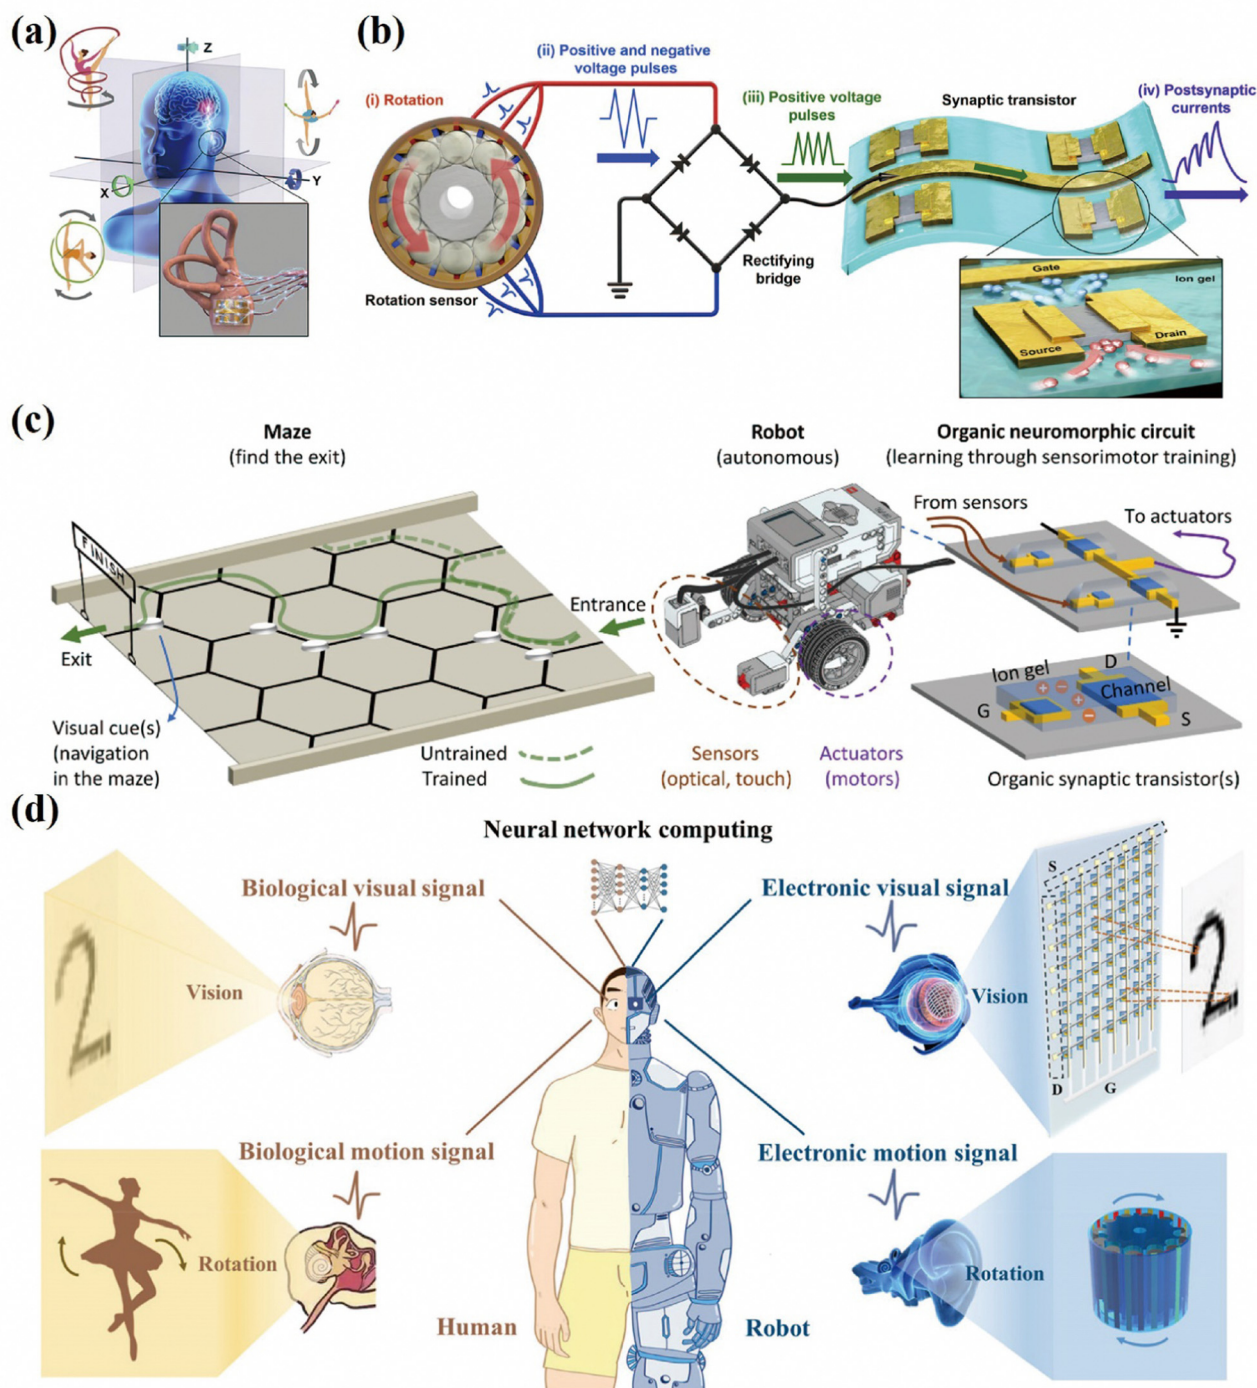 (a)
Z
X
Y
(b)
(i) Rotation
Rotation sensor
(ii) Positive and negative
voltage pulses
Rectifying
bridge
(iii) Positive voltage
pulses
Synaptic transistor
(iv) Postsynaptic
currents
Gate
Ion gel
Source
Drain
(c)
Maze
(find the exit)
FINISH
Exit
Entrance
Visual cue(s)
(navigation
in the maze)
Untrained
Trained
Robot
(autonomous)
Sensors
(optical, touch)
Actuators
(motors)
Organic neuromorphic circuit
(learning through sensorimotor training)
From sensors
To actuators
Ion gel
D
Channel
G
S
Organic synaptic transistor(s)
(d)
Neural network computing
Biological visual signal
Electronic visual signal
2
Vision
Vision
S
D
G
2
Biological motion signal
Electronic motion signal
Rotation
Rotation
Human
Robot